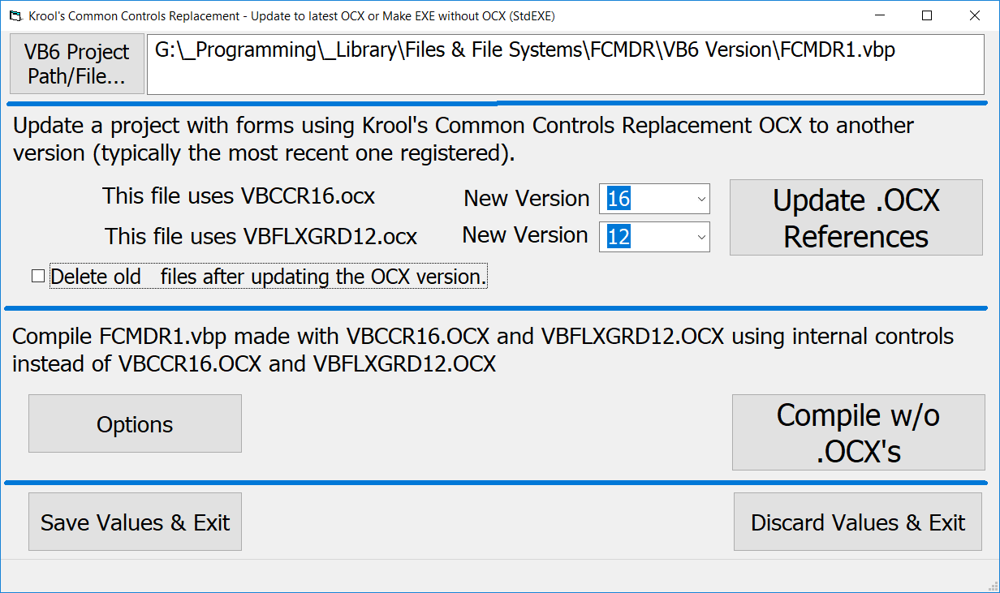 Krool's Common Controls Replacement - Update to latest OCX or Make EXE without OCX (StdEXE)
VB6 Project
Path/File...
G:\_Programming\_Library\Files & File Systems\FCMDR\VB6 Version\FCMDR1.vbp
Update a project with forms using Krool's Common Controls Replacement OCX to another
version (typically the most recent one registered).
This file uses VBCCR16.ocx
New Version
16
This file uses VBFLXGRD12.ocx
New Version
12
Update .OCX
References
Delete old   files after updating the OCX version.
Compile FCMDR1.vbp made with VBCCR16.OCX and VBFLXGRD12.OCX using internal controls
instead of VBCCR16.OCX and VBFLXGRD12.OCX
Options
Compile w/o
.OCX's
Save Values & Exit
Discard Values & Exit